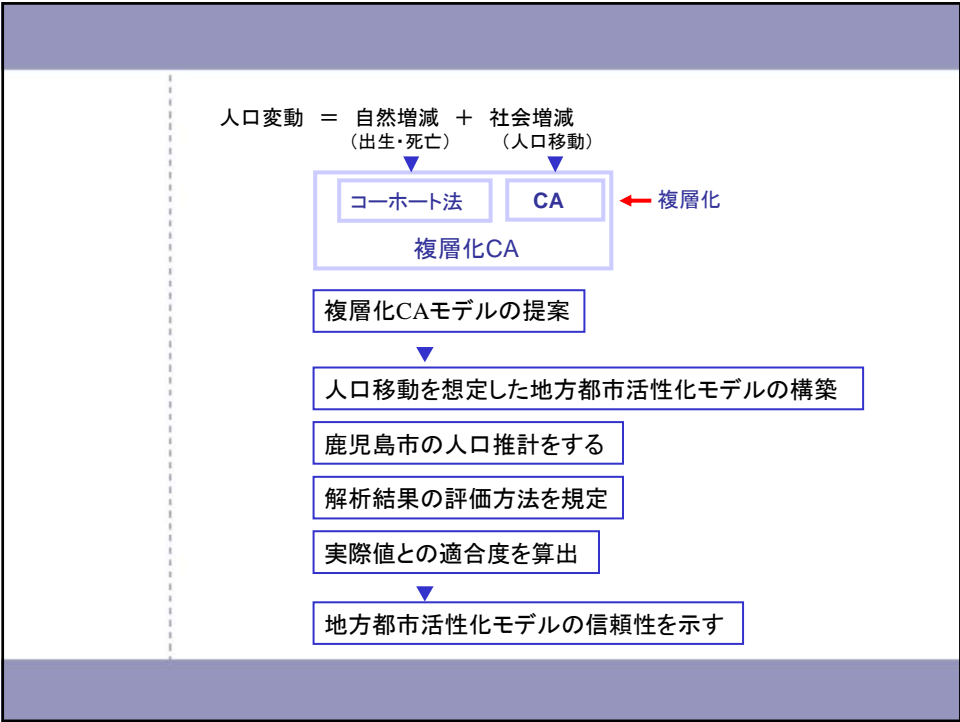 人口変動 ＝ 自然増減 ＋ 社会増減
（出生・死亡） （人口移動）
コーホート法 CA 複層化
複層化CA
複層化CAモデルの提案
人口移動を想定した地方都市活性化モデルの構築
鹿児島市の人口推計をする
解析結果の評価方法を規定
実際値との適合度を算出
地方都市活性化モデルの信頼性を示す